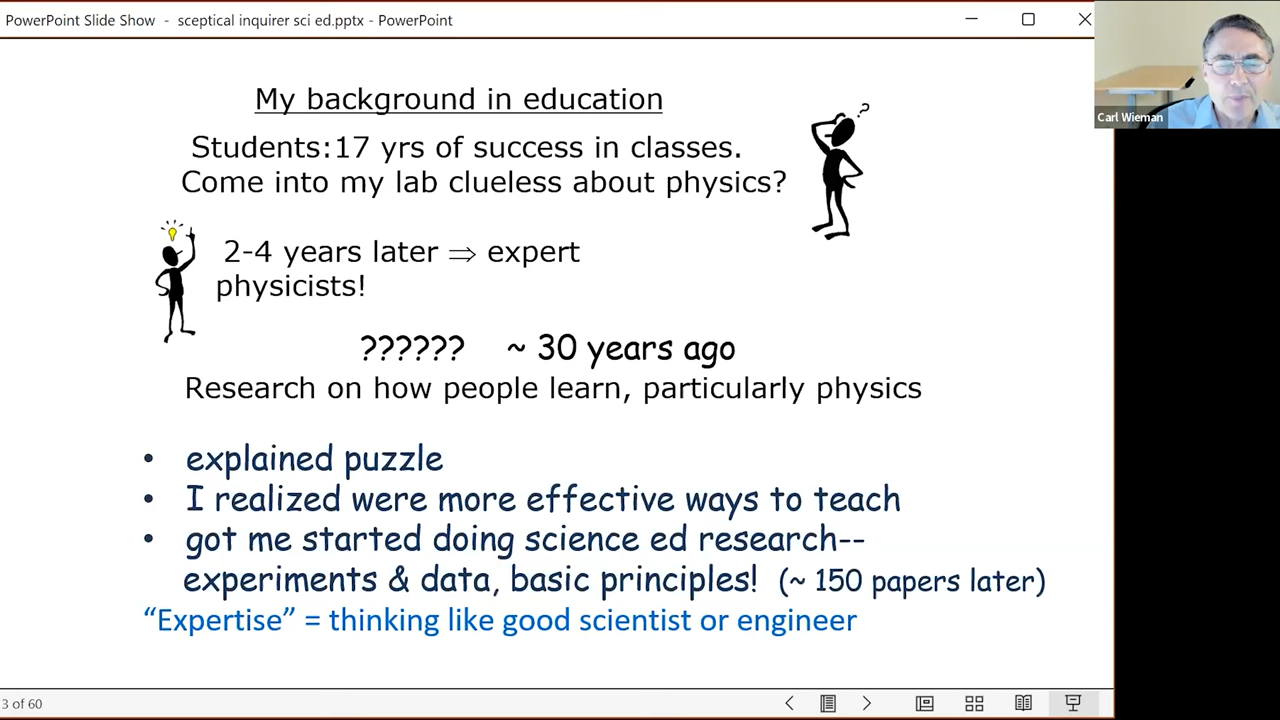 PowerPoint Slide Show - sceptical inquirer sci ed.pptx - PowerPoint
Carl Wieman
My background in education
?
Students:17 yrs of success in classes.
Come into my lab clueless about physics?
2-4 years later ⇒ expert
physicists!
?????? ~ 30 years ago
Research on how people learn, particularly physics
• explained puzzle
• I realized were more effective ways to teach
• got me started doing science ed research--
experiments & data, basic principles! (~ 150 papers later)
“Expertise” = thinking like good scientist or engineer
3 of 60